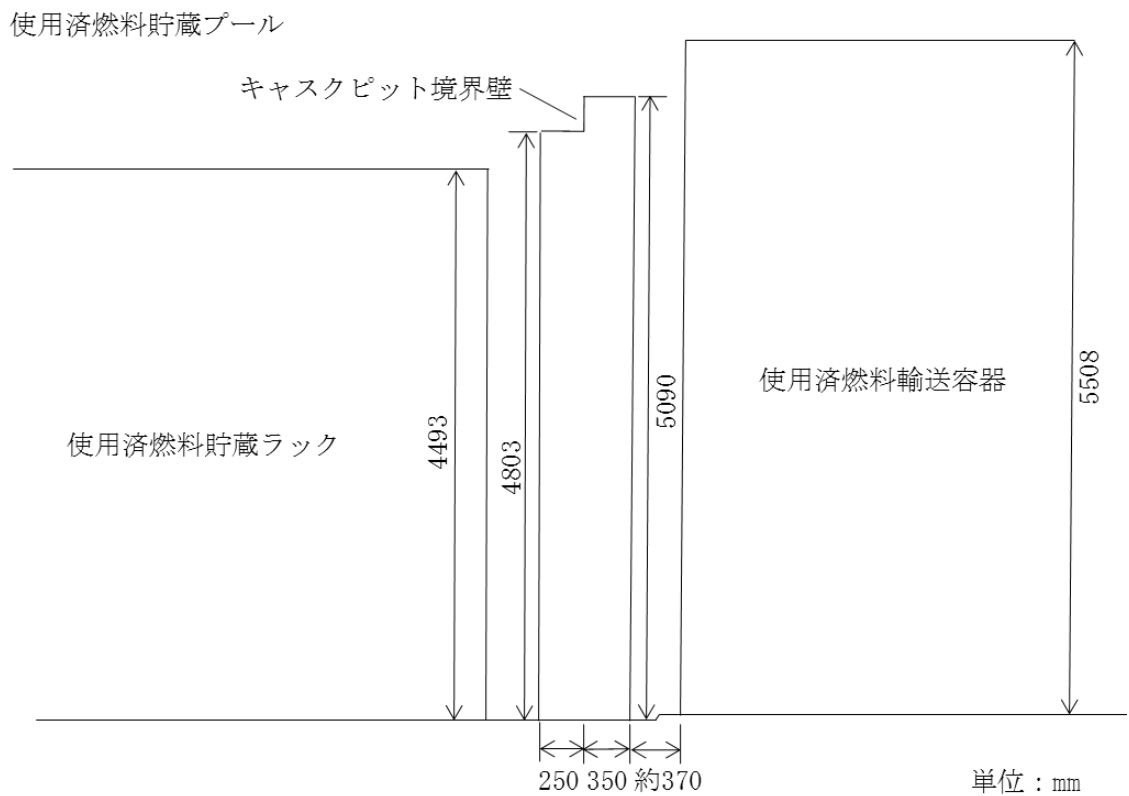 使用済燃料貯蔵プール
キャスクピット境界壁
使用済燃料貯蔵ラック
4493
4803
5090
使用済燃料輸送容器
5508
250 350 約370
単位：mm